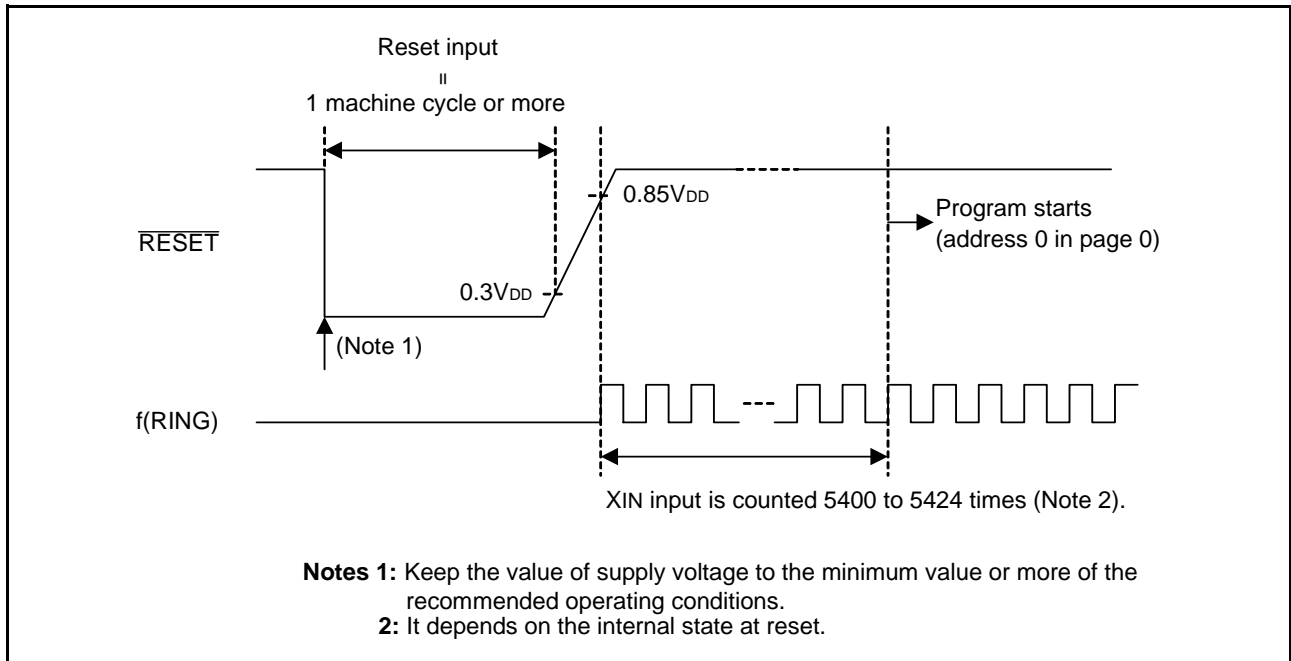 Reset input
=
1 machine cycle or more
0.85VDD
Program starts
(address 0 in page 0)
RESET
0.3VDD
(Note 1)
f(RING)
XIN input is counted 5400 to 5424 times (Note 2).
Notes 1: Keep the value of supply voltage to the minimum value or more of the
recommended operating conditions.
2: It depends on the internal state at reset.